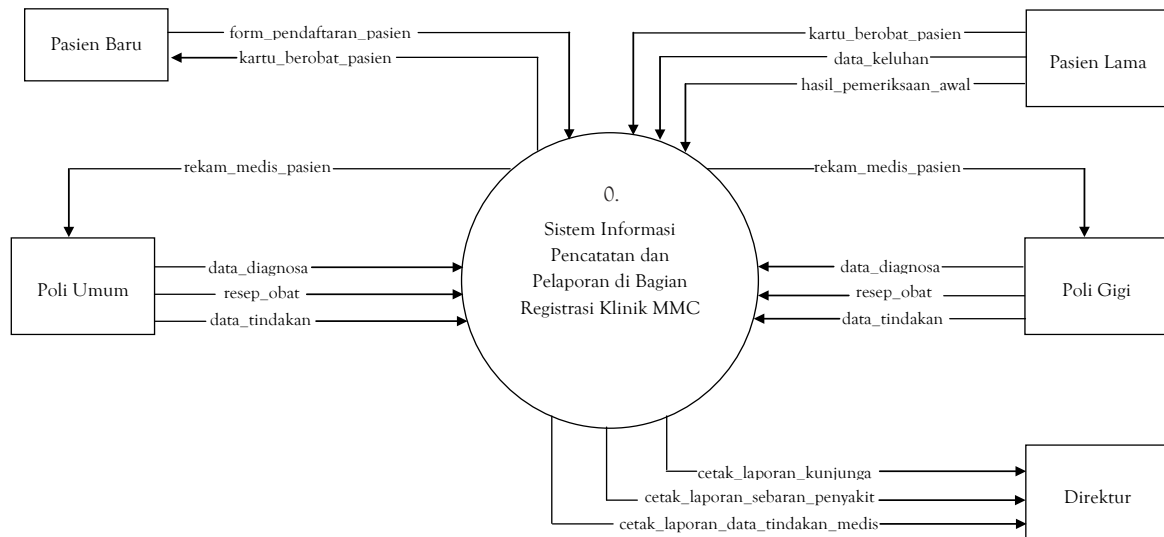 Pasien Baru
form_pendaftaran_pasien
kartu_berobat_pasien
kartu_berobat_pasien
data_keluhan
hasil_pemeriksaan_awal
Pasien Lama
rekam_medis_pasien
rekam_medis_pasien
0.
Sistem Informasi
Pencatatan dan
Pelaporan di Bagian
Registrasi Klinik MMC
Poli Umum
data_diagnosa
resep_obat
data_tindakan
data_diagnosa
resep_obat
data_tindakan
Poli Gigi
cetak_laporan_kunjunga
cetak_laporan_sebaran_penyakit
cetak_laporan_data_tindakan_medis
Direktur